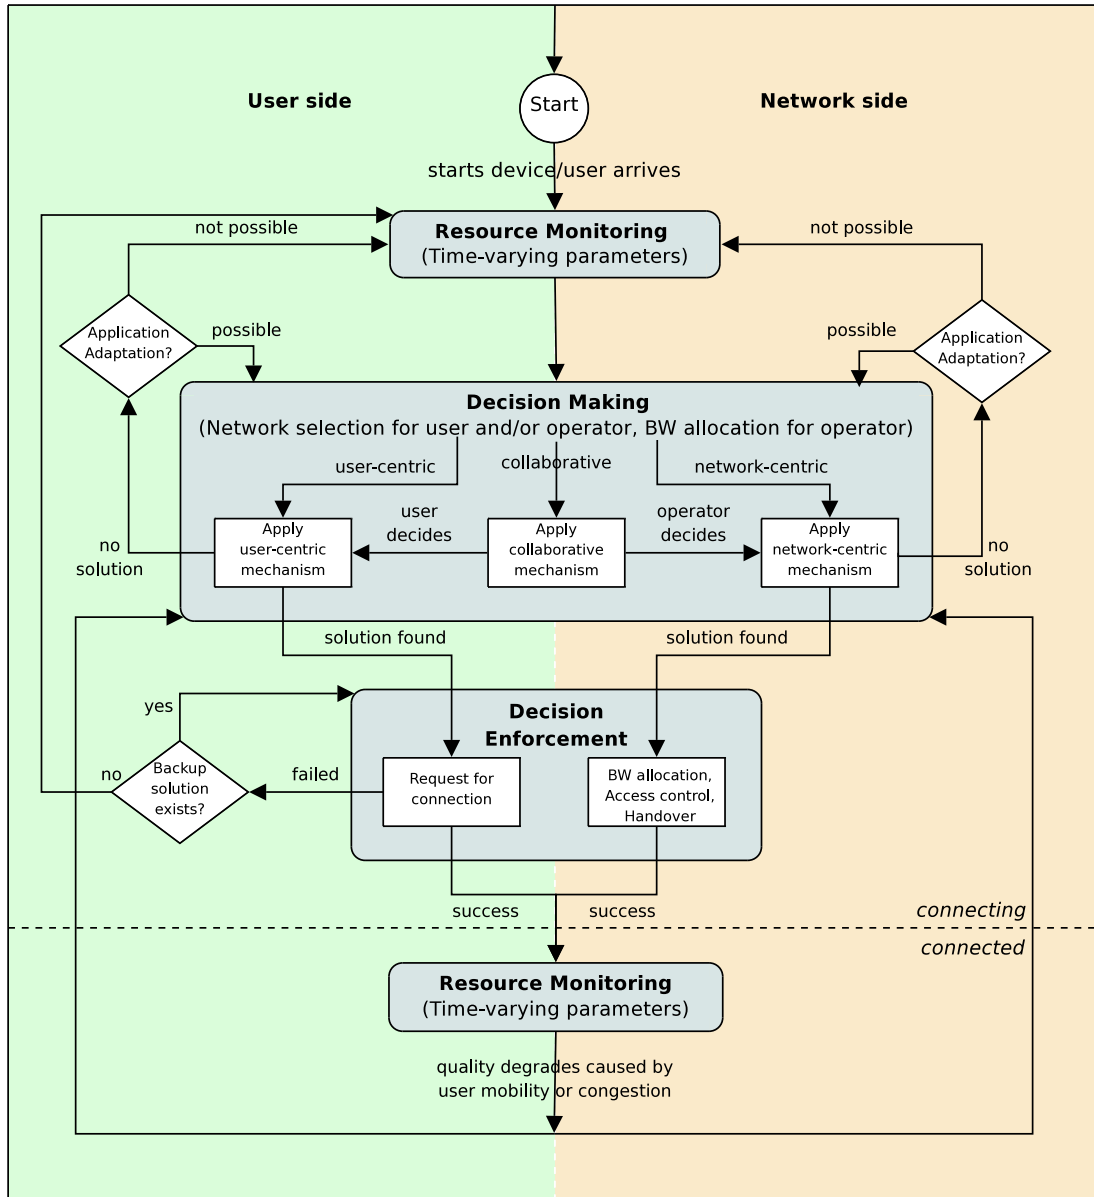 User side
Network side
Start
starts device/user arrives
Resource Monitoring
(Time-varying parameters)
not possible
not possible
Application
Adaptation?
possible
possible
Application
Adaptation?
Decision Making
(Network selection for user and/or operator, BW allocation for operator)
user-centric
collaborative
network-centric
user
decides
operator
decides
Apply
user-centric
mechanism
Apply
collaborative
mechanism
Apply
network-centric
mechanism
no
solution
no
solution
solution found
solution found
yes
Decision
Enforcement
no
Backup
solution
exists?
failed
Request for
connection
BW allocation,
Access control,
Handover
success
success
connecting
connected
Resource Monitoring
(Time-varying parameters)
quality degrades caused by
user mobility or congestion